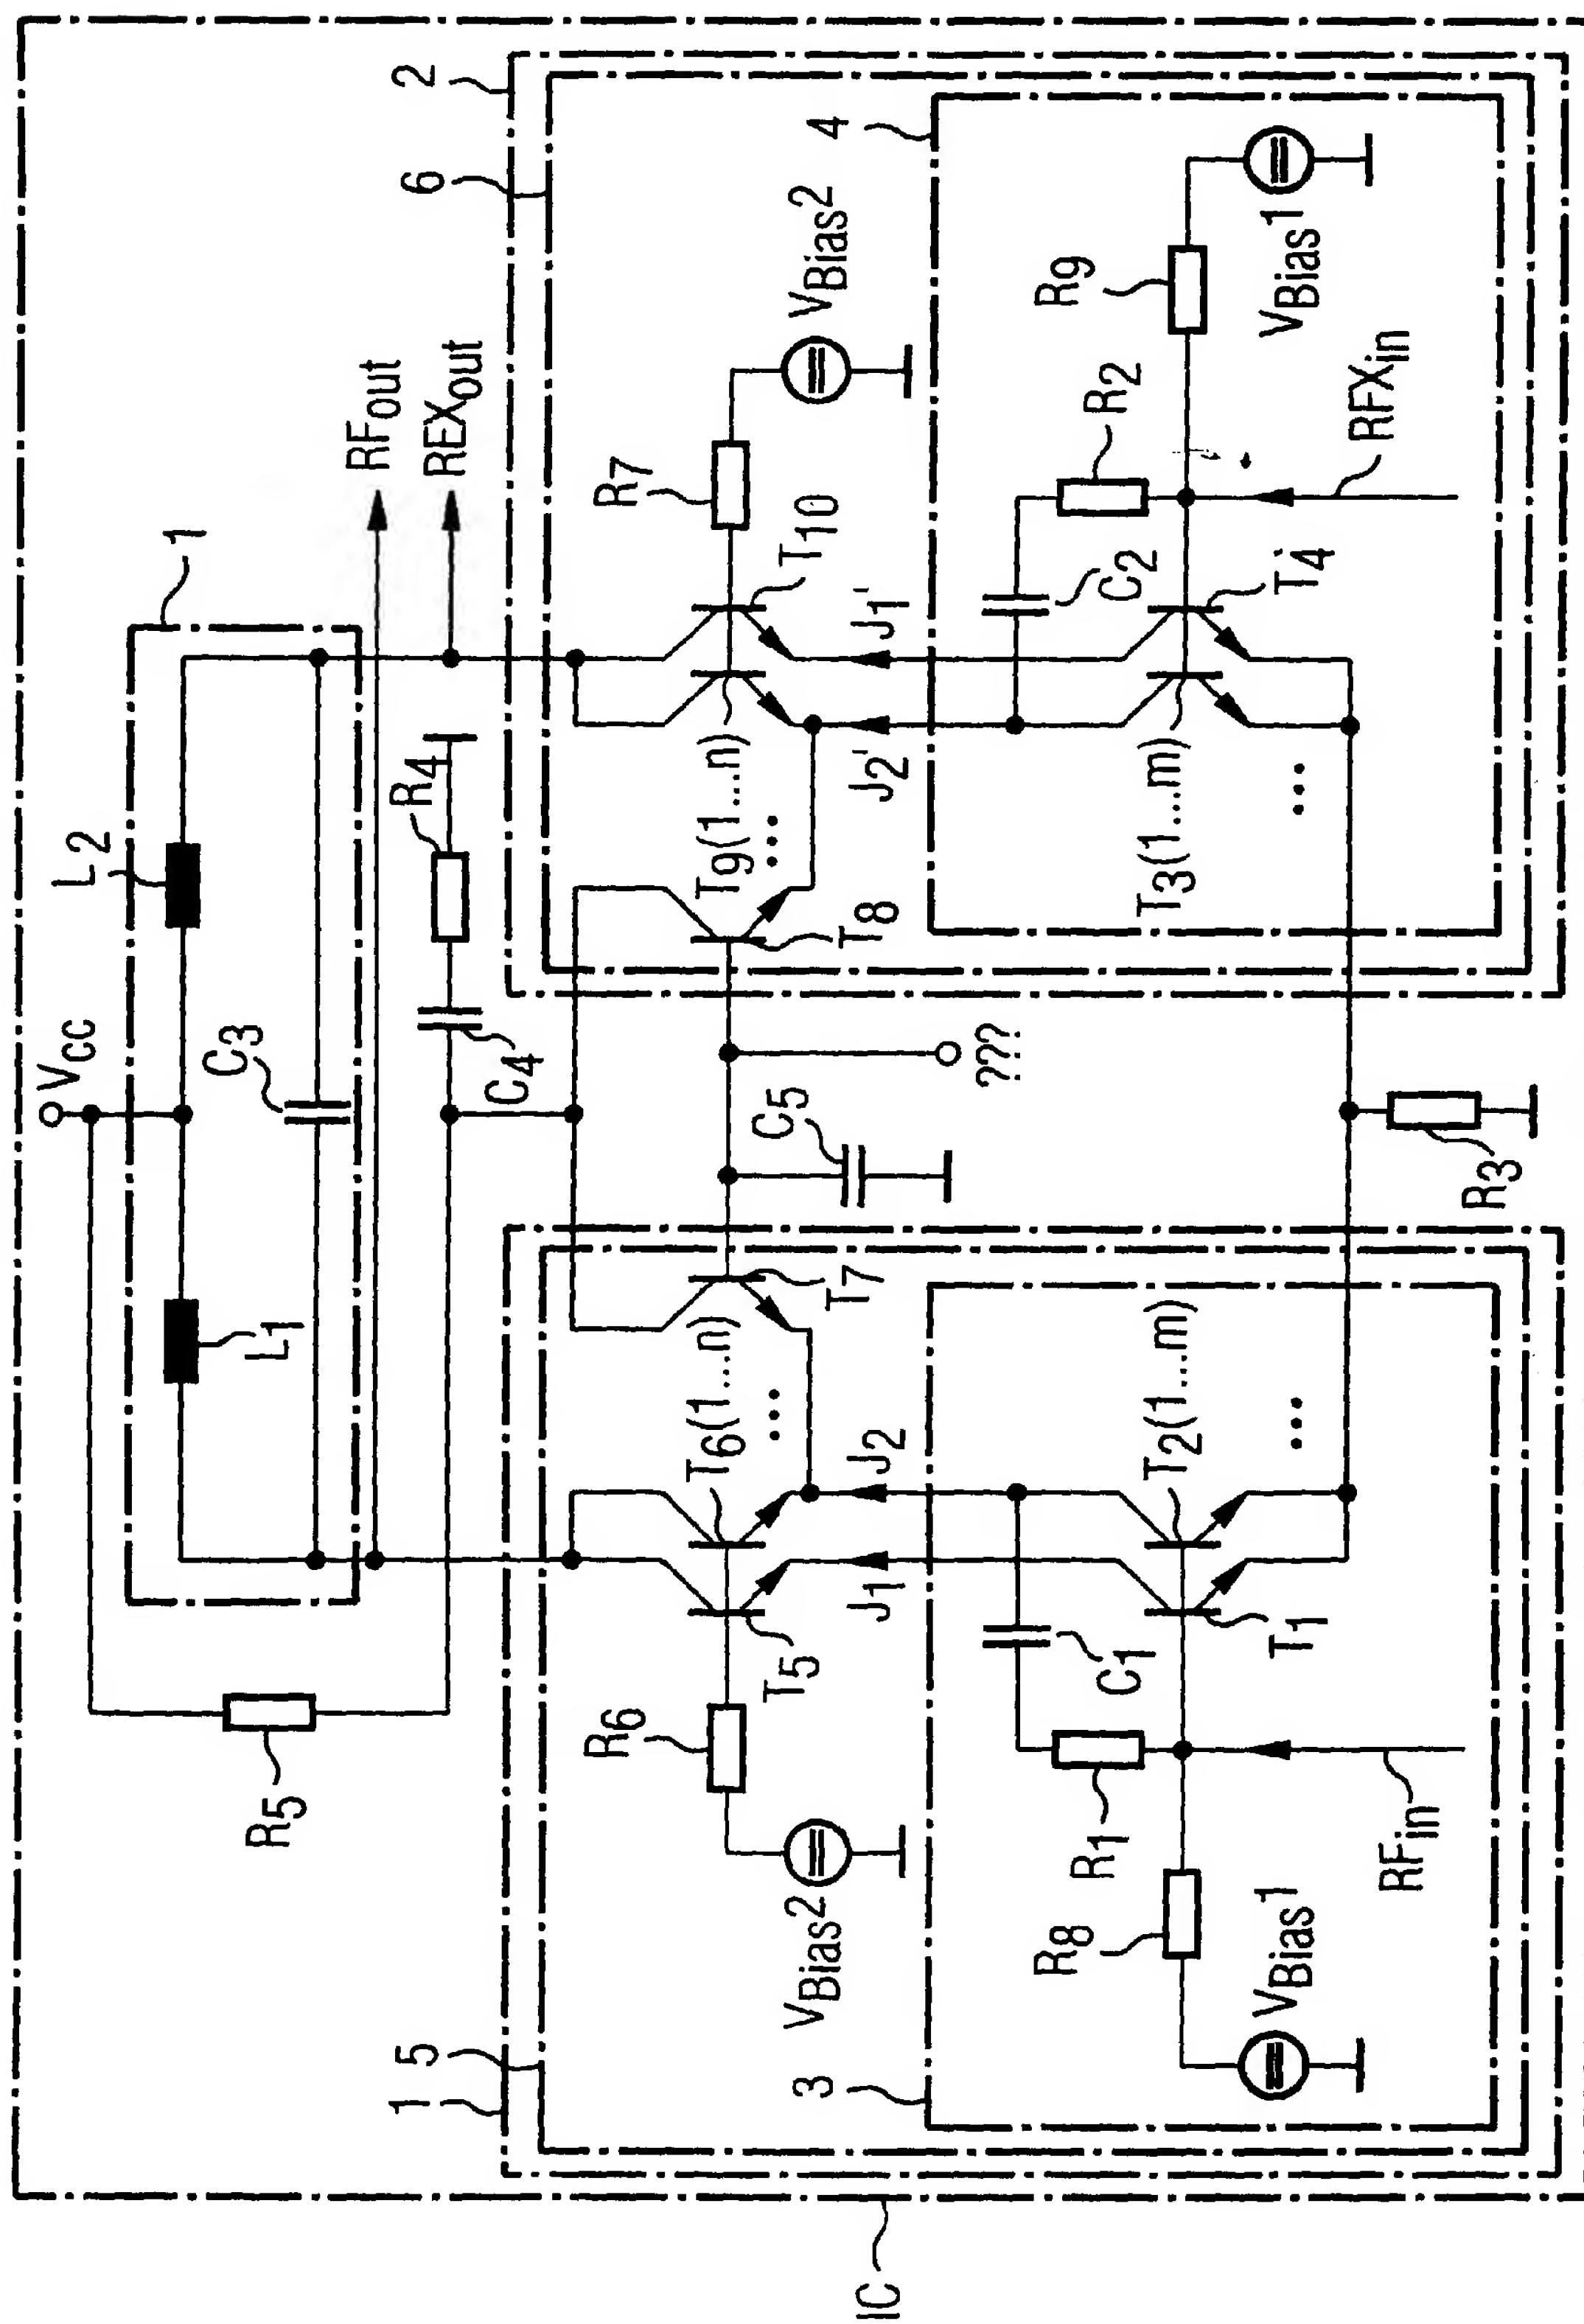 IC
1
5
3
VBias2
R6
T5
T6(1...n)
...
T7
J1
J2
R8
VBias1
R1
C1
RFin
T1
T2(1...m)
...
R5
L1
VCC
L2
1
C3
RFout
REXout
C4
R4
C5
???
R3
2
6
4
T8
T9(1...n)
...
T10
R7
VBias2
J2'
J1'
C2
R2
R9
VBias1
RFXin
T3(1...m)
...
T4